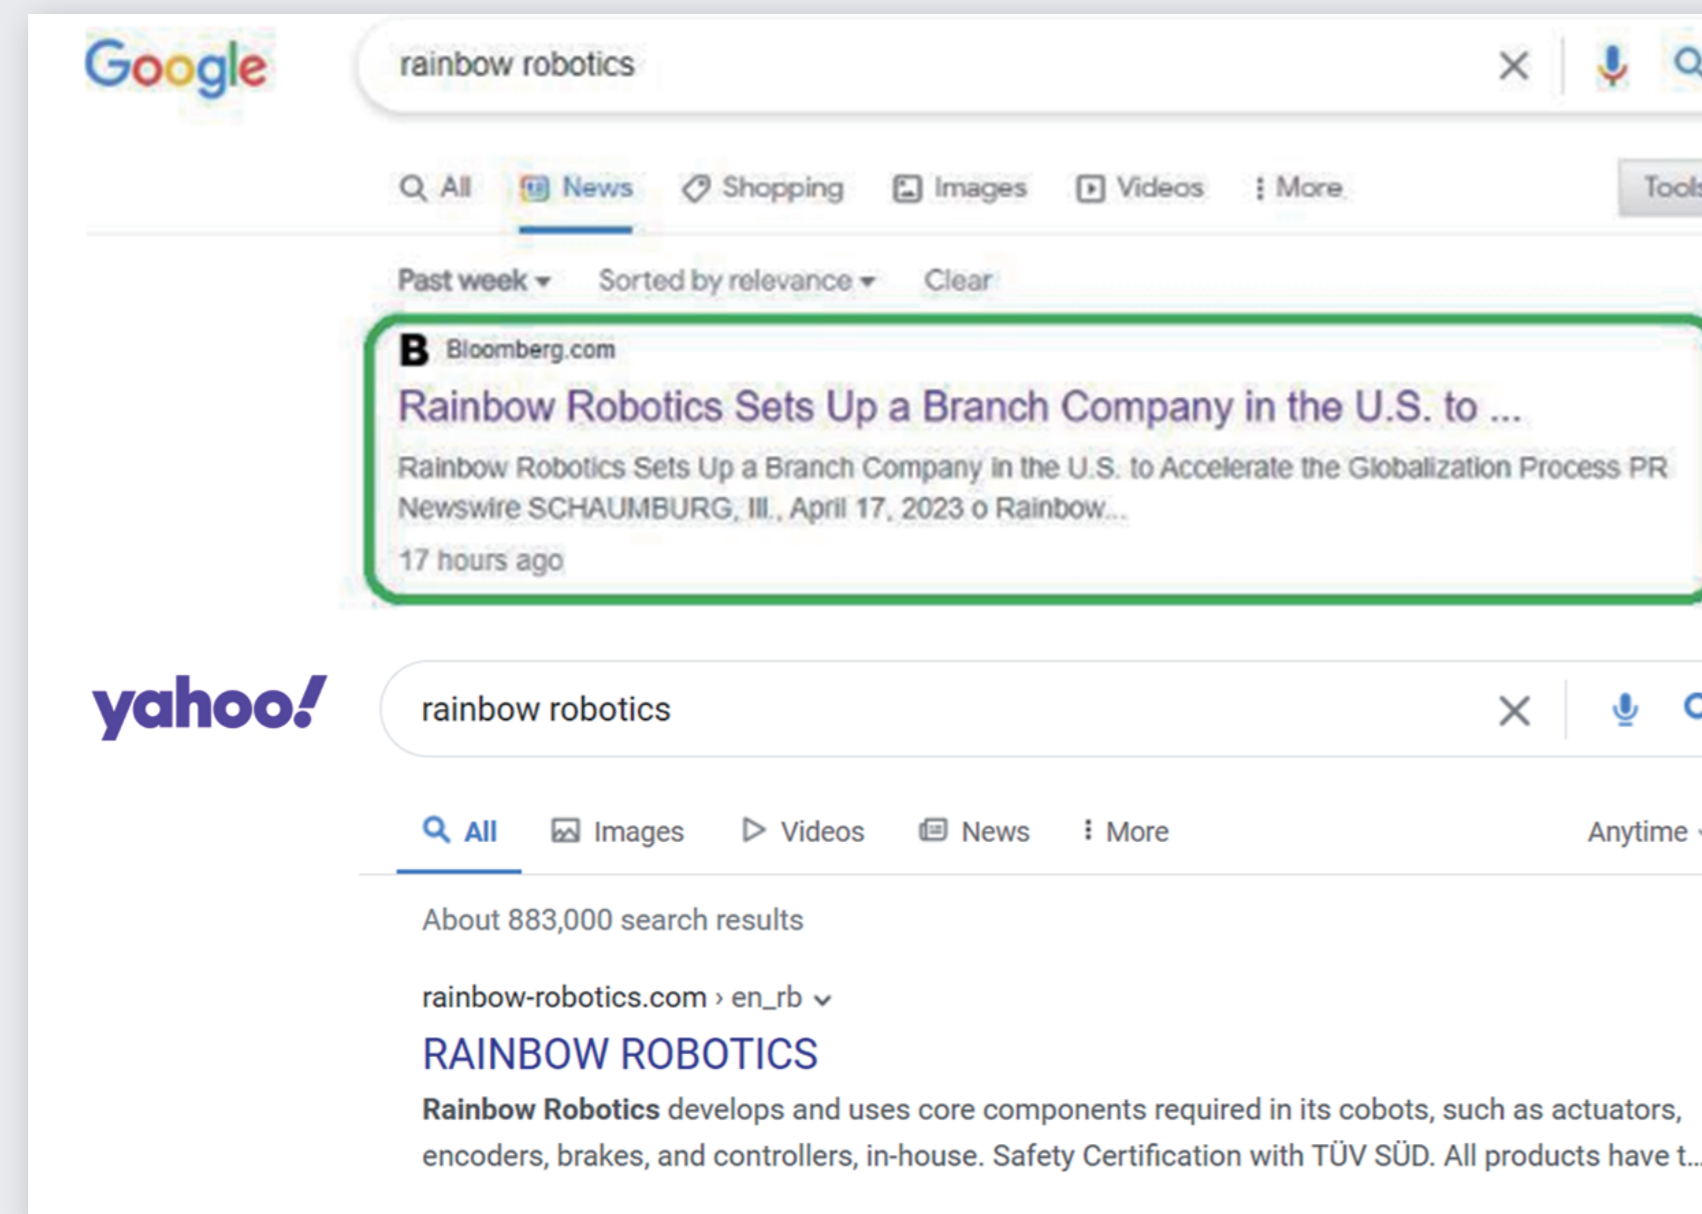 Google
rainbow robotics
All News Shopping Images Videos More
Tools
Past week Sorted by relevance Clear
B Bloomberg.com
Rainbow Robotics Sets Up a Branch Company in the U.S. to ...
Rainbow Robotics Sets Up a Branch Company in the U.S. to Accelerate the Globalization Process PR
Newswire SCHAUMBURG, Ill., April 17, 2023 o Rainbow...
17 hours ago
yahoo!
rainbow robotics
All Images Videos News More
Anytime
About 883,000 search results
rainbow-robotics.com › en_rb
RAINBOW ROBOTICS
Rainbow Robotics develops and uses core components required in its cobots, such as actuators,
encoders, brakes, and controllers, in-house. Safety Certification with TÜV SÜD. All products have t...